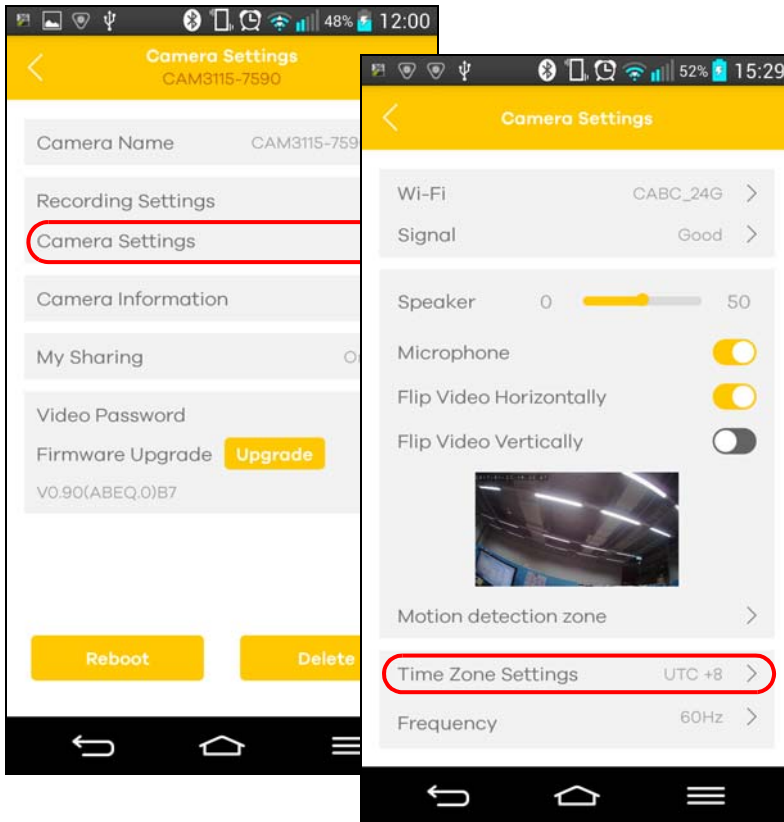 48% 12:00
Camera Settings
CAM3115-7590
Camera Name CAM3115-759
Recording Settings
Camera Settings
Camera Information
My Sharing
Video Password
Firmware Upgrade Upgrade
V0.90(ABEQ.0)B7
Reboot Delete
52% 15:29
Camera Settings
Wi-Fi CABC_24G
Signal Good
Speaker 0 50
Microphone
Flip Video Horizontally
Flip Video Vertically
Motion detection zone
Time Zone Settings UTC +8
Frequency 60Hz